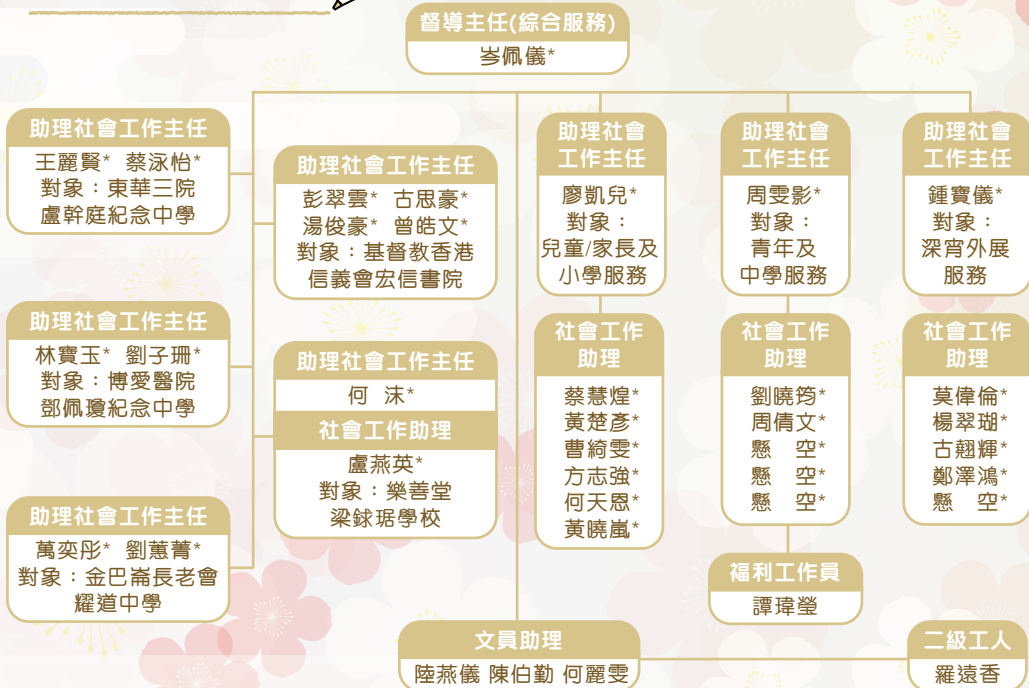 督導主任(綜合服務)
岑佩儀*
助理社會工作主任
王麗賢* 蔡泳怡*
對象：東華三院
盧幹庭紀念中學
助理社會工作主任
林寶玉* 劉子珊*
對象：博愛醫院
鄧佩瓊紀念中學
助理社會工作主任
萬奕彤* 劉蕙菁*
對象：金巴崙長老會
耀道中學
助理社會工作主任
彭翠雲* 古思豪*
湯俊豪* 曾皓文*
對象：基督教香港
信義會宏信書院
助理社會工作主任
何 沫*
社會工作助理
盧燕英*
對象：樂善堂
梁銶琚學校
助理社會
工作主任
廖凱兒*
對象：
兒童/家長及
小學服務
社會工作
助理
蔡慧煌*
黃楚彥*
曹綺雯*
方志強*
何天恩*
黃曉嵐*
助理社會
工作主任
周雯影*
對象：
青年及
中學服務
社會工作
助理
劉曉筠*
周倩文*
懸 空*
懸 空*
懸 空*
福利工作員
譚瑋瑩
助理社會
工作主任
鍾寶儀*
對象：
深宵外展
服務
社會工作
助理
莫偉倫*
楊翠瑚*
古翹輝*
鄭澤鴻*
懸 空*
文員助理
陸燕儀 陳伯勤 何麗雯
二級工人
羅遠香